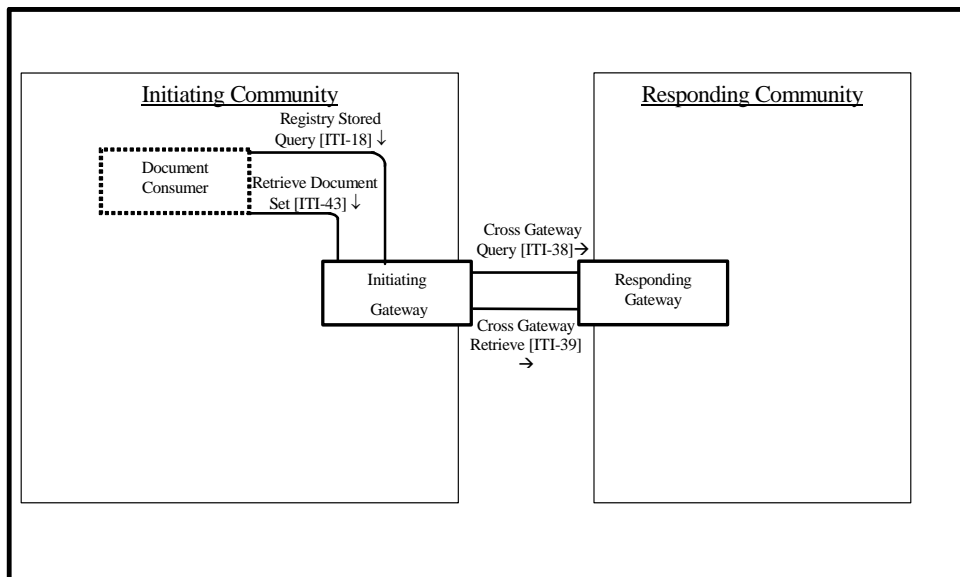 Initiating Community
Responding Community
Registry Stored
Query [ITI-18] ↓
Document
Consumer
Retrieve Document
Set [ITI-43] ↓
Cross Gateway
Query [ITI-38]→
Initiating
Gateway
Responding
Gateway
Cross Gateway
Retrieve [ITI-39]
→